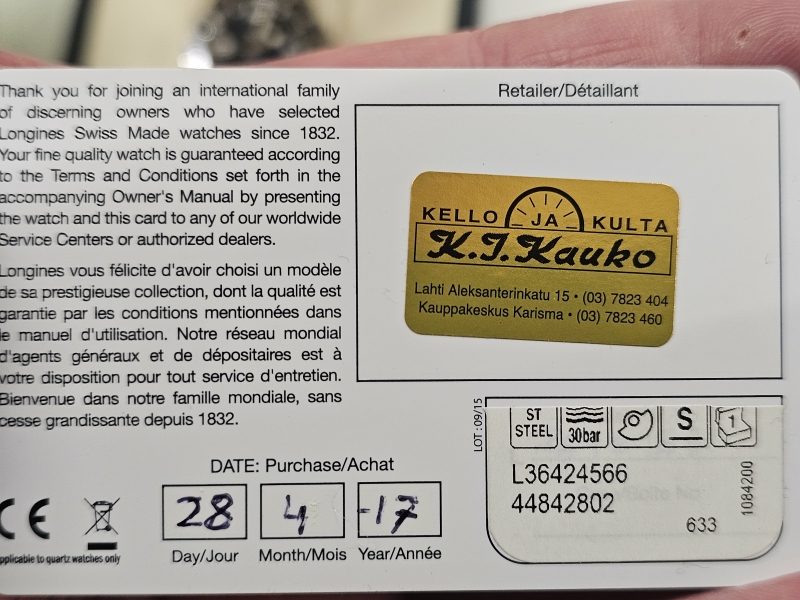 Thank you for joining an international family
of discerning owners who have selected
Longines Swiss Made watches since 1832.
Your fine quality watch is guaranteed according
to the Terms and Conditions set forth in the
accompanying Owner's Manual by presenting
the watch and this card to any of our worldwide
Service Centers or authorized dealers.
Longines vous félicite d'avoir choisi un modèle
de sa prestigieuse collection, dont la qualité est
garantie par les conditions mentionnées dans
le manuel d'utilisation. Notre réseau mondial
d'agents généraux et de dépositaires est à
votre disposition pour tout service d'entretien.
Bienvenue dans notre famille mondiale, sans
cesse grandissante depuis 1832.
Retailer/Détaillant
KELLO JA KULTA
K.J.Kauko
Lahti Aleksanterinkatu 15 • (03) 7823 404
Kauppakeskus Karisma • (03) 7823 460
LOT : 09/15
ST
STEEL
30bar
S
1
L36424566
44842802
633
1084200
DATE: Purchase/Achat
28 4 -17
Day/Jour Month/Mois Year/Année
CE
applicable to quartz watches only